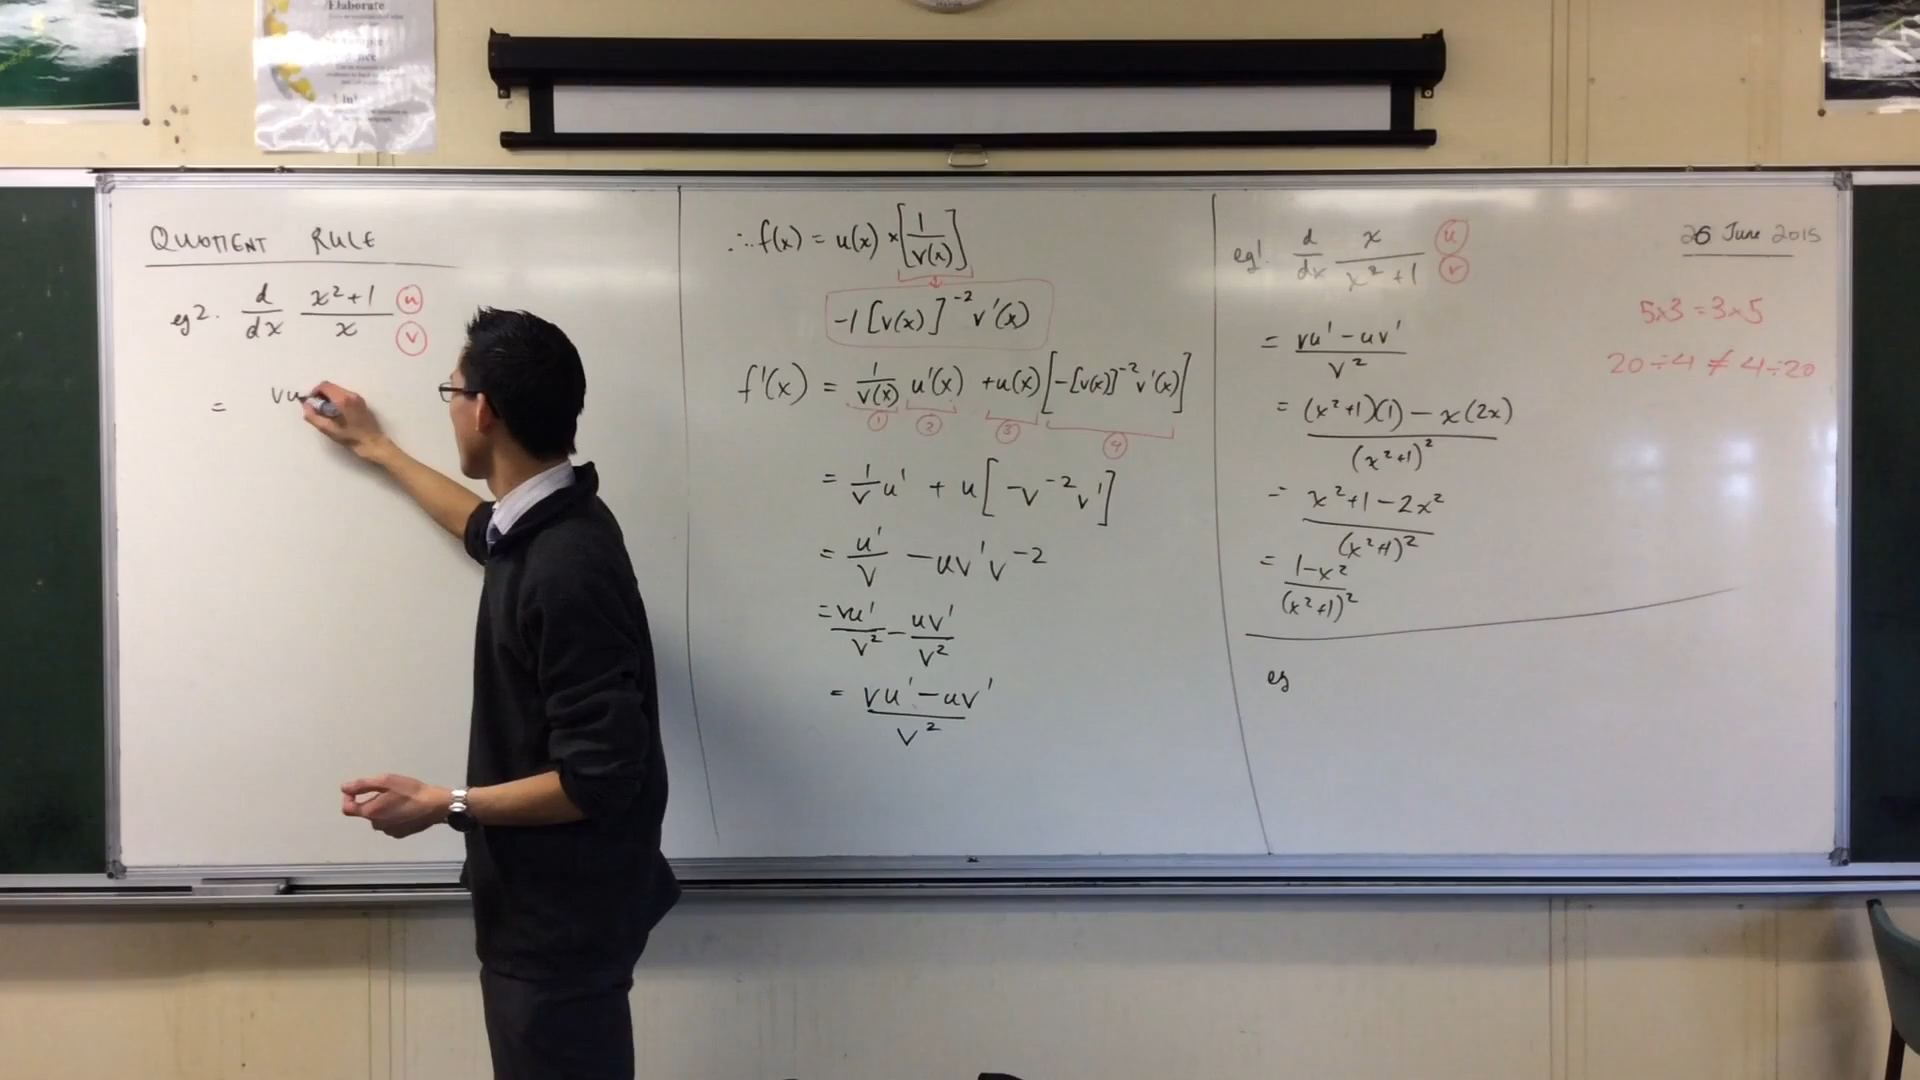 Elaborate
QUOTIENT RULE
eg2. d/dx (x²+1)/x u v
= vu
∴ f(x) = u(x) × [1/v(x)]
-1[v(x)]⁻² v'(x)
f'(x) = 1/v(x) u'(x) + u(x)[-[v(x)]⁻² v'(x)]
① ② ③ ④
= 1/v u' + u[-v⁻² v']
= u'/v - uv'v⁻²
= vu'/v² - uv'/v²
= (vu' - uv')/v²
eg1. d/dx x/(x²+1) u v
= (vu' - uv')/v²
= ((x²+1)(1) - x(2x))/(x²+1)²
= (x²+1-2x²)/(x²+1)²
= (1-x²)/(x²+1)²
eg
26 June 2015
5×3 = 3×5
20÷4 ≠ 4÷20